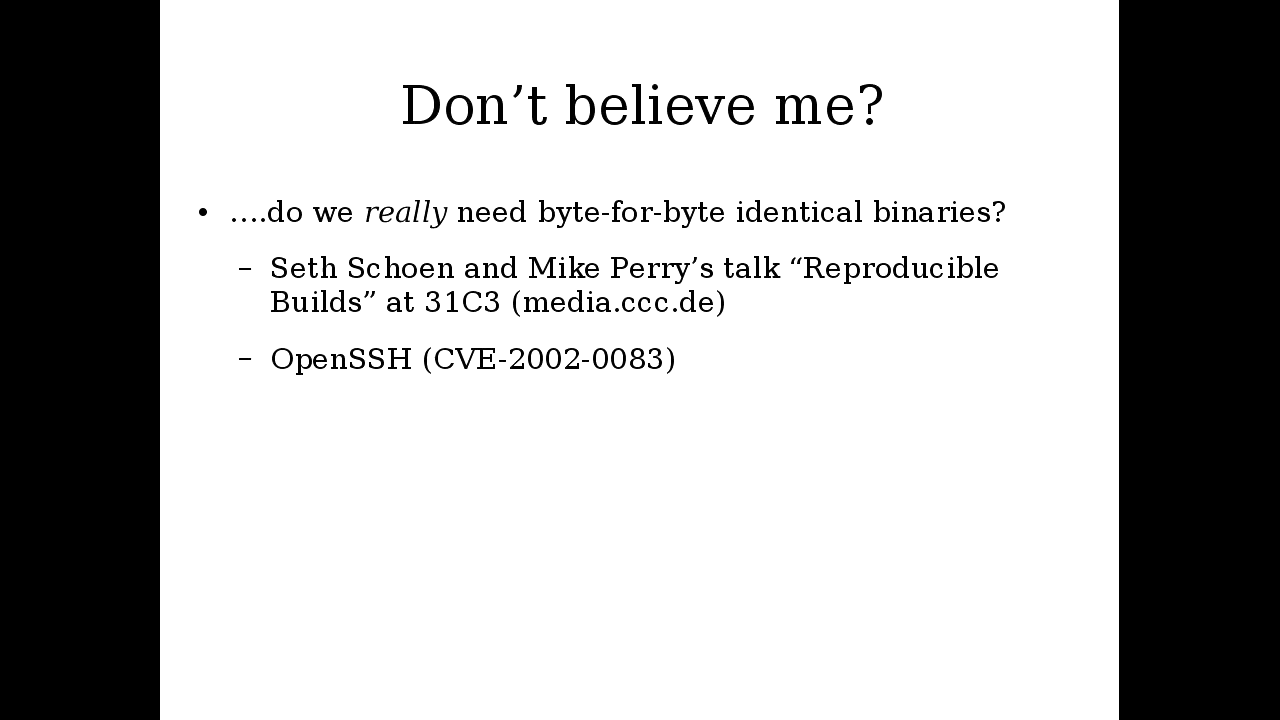 Don’t believe me?
• ....do we really need byte-for-byte identical binaries?
– Seth Schoen and Mike Perry’s talk “Reproducible
Builds” at 31C3 (media.ccc.de)
– OpenSSH (CVE-2002-0083)